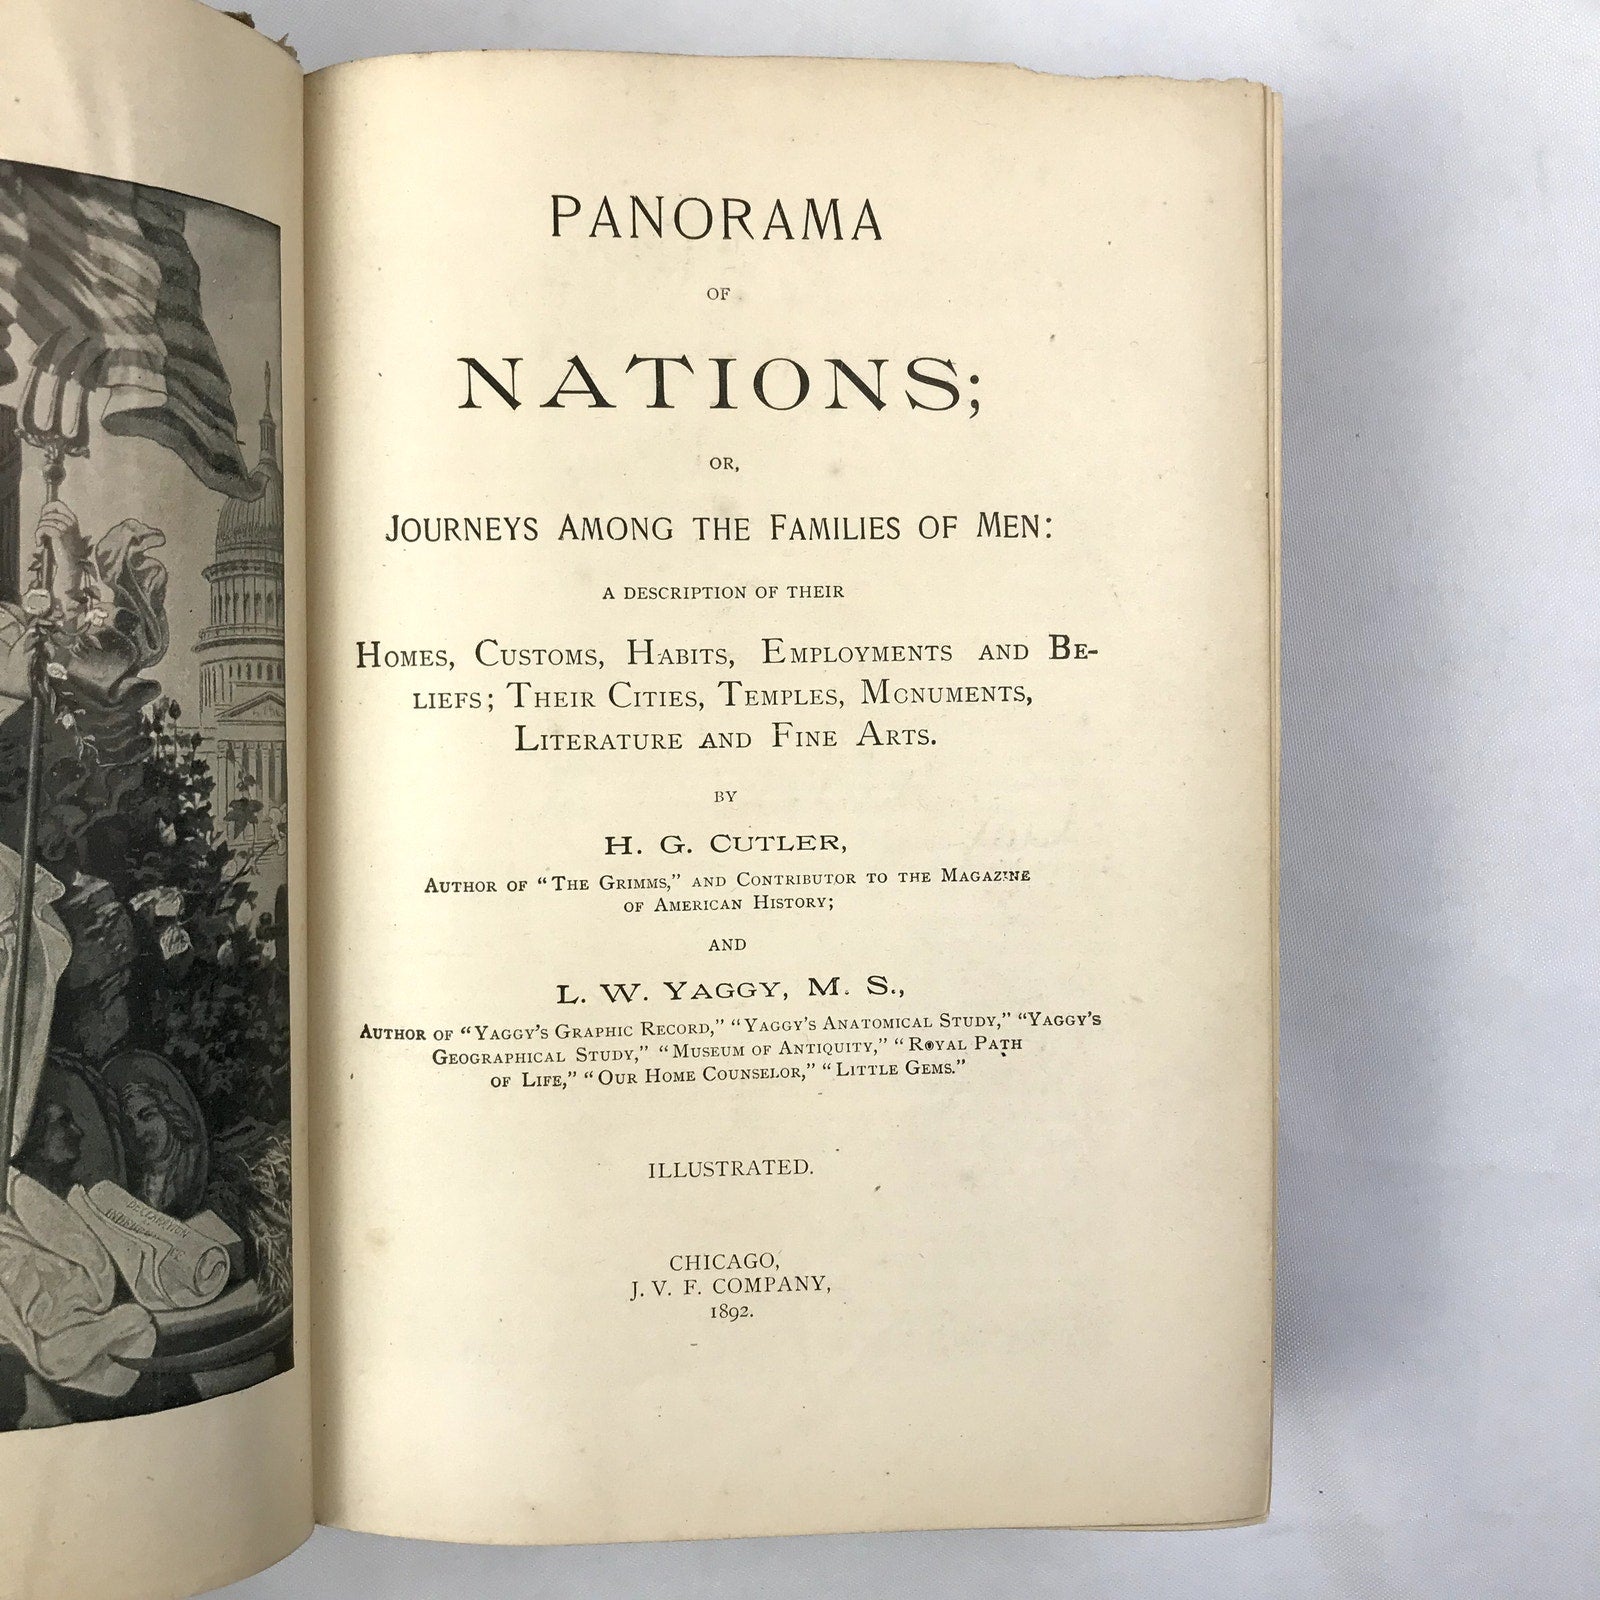 PANORAMA
OF
NATIONS;
OR,
JOURNEYS AMONG THE FAMILIES OF MEN:
A DESCRIPTION OF THEIR
HOMES, CUSTOMS, HABITS, EMPLOYMENTS AND BE-
LIEFS; THEIR CITIES, TEMPLES, MONUMENTS,
LITERATURE AND FINE ARTS.
BY
H. G. CUTLER,
AUTHOR OF "THE GRIMMS," AND CONTRIBUTOR TO THE MAGAZINE
OF AMERICAN HISTORY;
AND
L. W. YAGGY, M. S.,
AUTHOR OF "YAGGY'S GRAPHIC RECORD," "YAGGY'S ANATOMICAL STUDY," "YAGGY'S
GEOGRAPHICAL STUDY," "MUSEUM OF ANTIQUITY," "ROYAL PATH
OF LIFE," "OUR HOME COUNSELOR," "LITTLE GEMS."
ILLUSTRATED.
CHICAGO,
J. V. F. COMPANY,
1892.
DECLARATION